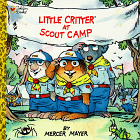 LITTLE CRITTER® AT
SCOUT CAMP
BY
MERCER MAYER